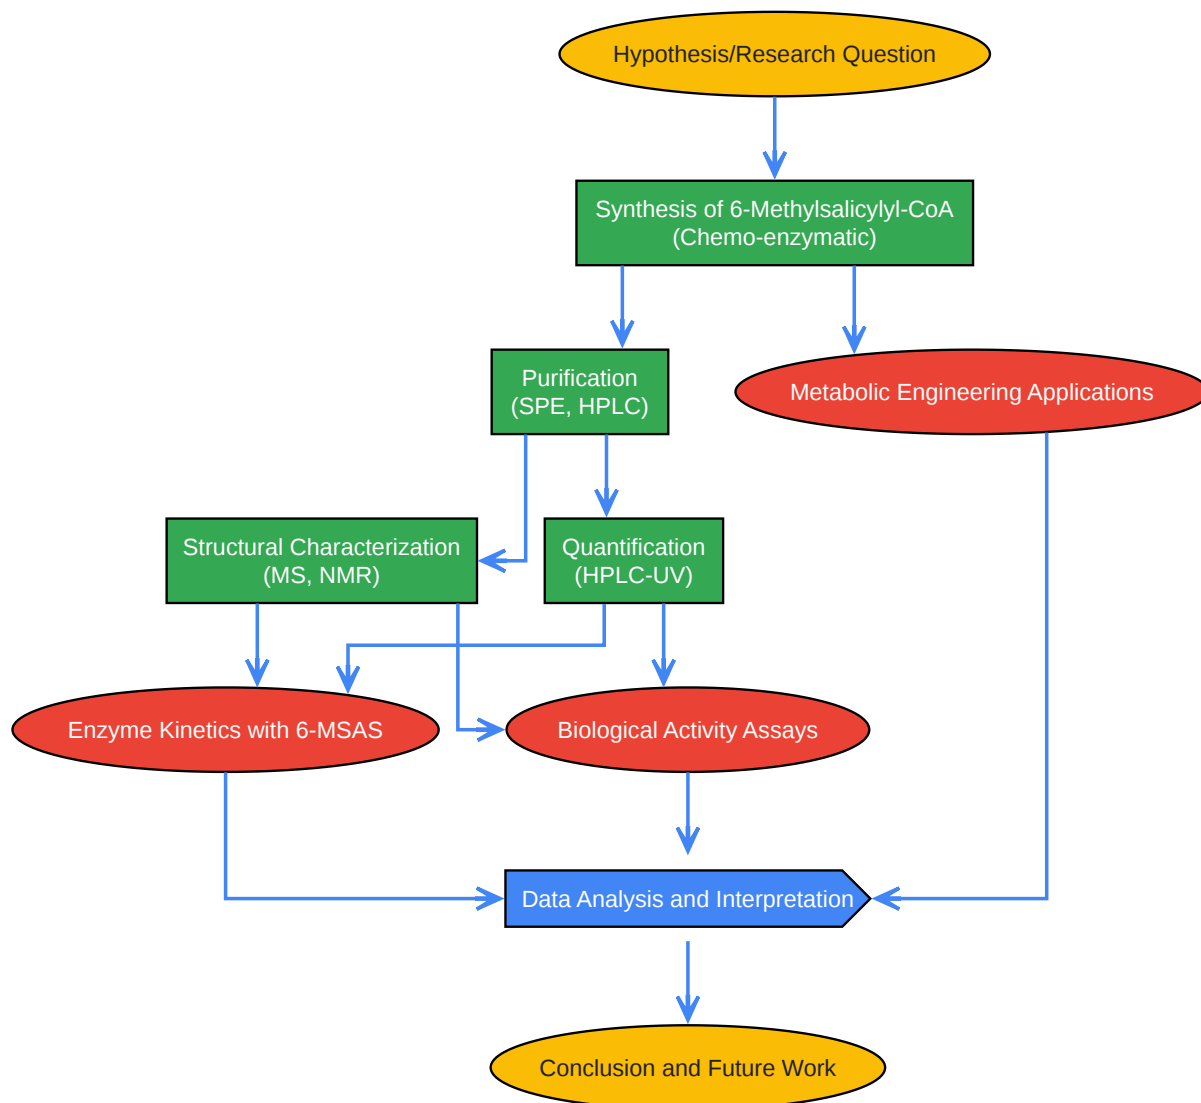 Hypothesis/Research Question
Synthesis of 6-Methylsalicylyl-CoA
(Chemo-enzymatic)
Purification
(SPE, HPLC)
Metabolic Engineering Applications
Structural Characterization
(MS, NMR)
Quantification
(HPLC-UV)
Enzyme Kinetics with 6-MSAS
Biological Activity Assays
Data Analysis and Interpretation
Conclusion and Future Work